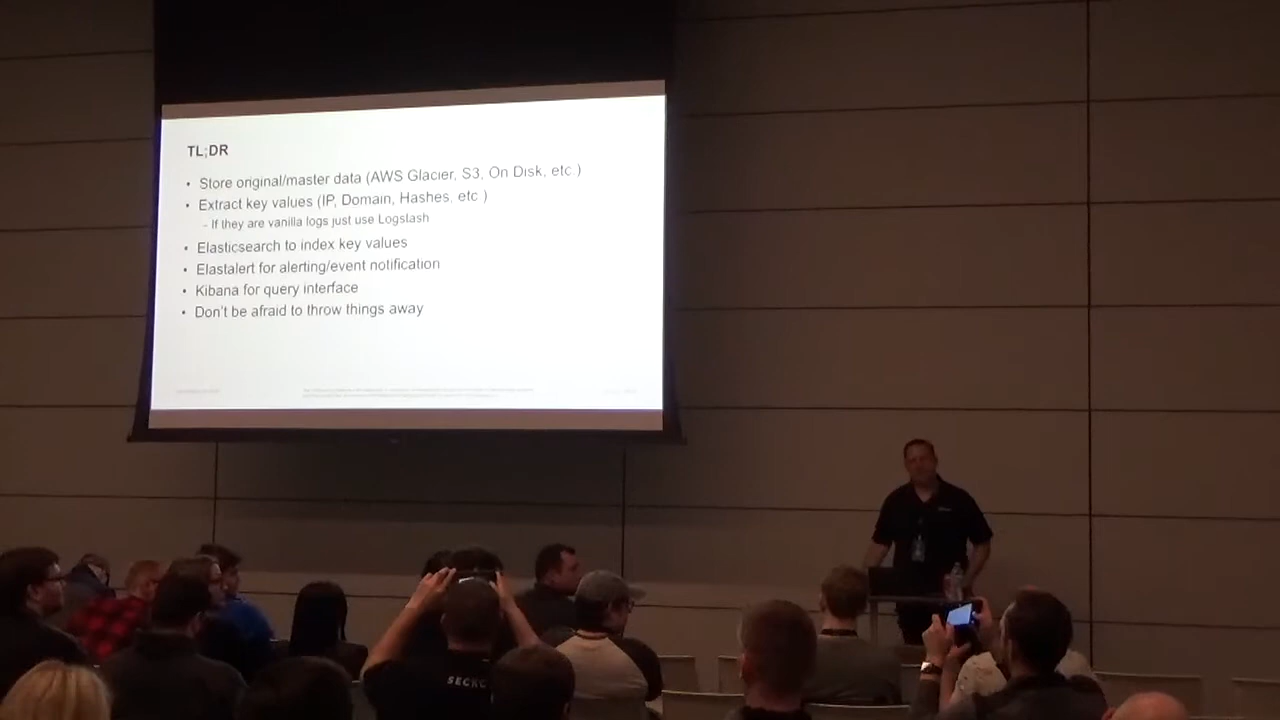 TL;DR
• Store original/master data (AWS Glacier, S3, On Disk, etc.)
• Extract key values (IP, Domain, Hashes, etc.)
– If they are vanilla logs just use Logstash
• Elasticsearch to index key values
• Elastalert for alerting/event notification
• Kibana for query interface
• Don't be afraid to throw things away
SECKC